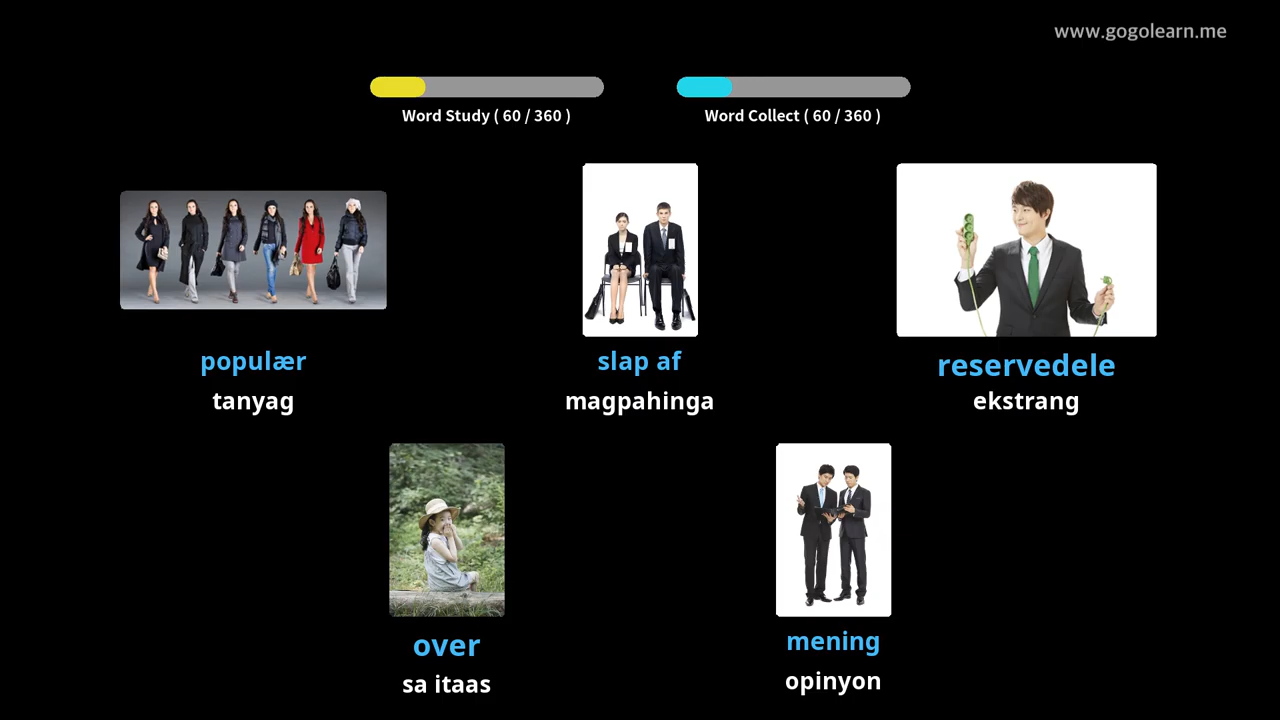 www.gogolearn.me
Word Study ( 60 / 360 )
Word Collect ( 60 / 360 )
populær
tanyag
slap af
magpahinga
reservedele
ekstrang
over
sa itaas
mening
opinyon